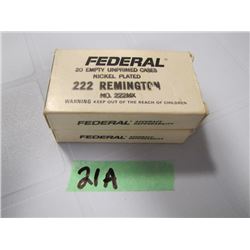 FEDERAL
20 EMPTY UNPRIMED CASES
NICKEL PLATED
222 REMINGTON
NO. 222MX
WARNING KEEP OUT OF THE REACH OF CHILDREN
FEDERAL
FEDERAL
21A